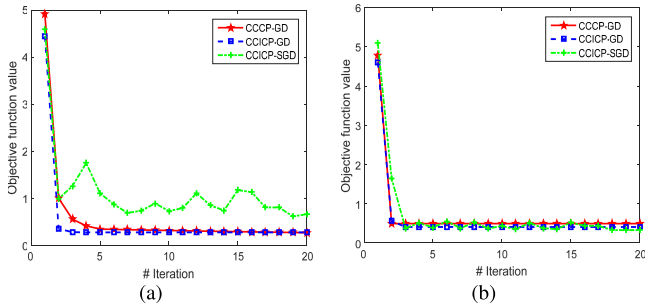 5
4
3
2
1
0
0
5
10
15
20
Objective function value
# Iteration
CCCP-GD
CCICP-GD
CCICP-SGD
(a)
6
5
4
3
2
1
0
0
5
10
15
20
Objective function value
# Iteration
CCCP-GD
CCICP-GD
CCICP-SGD
(b)